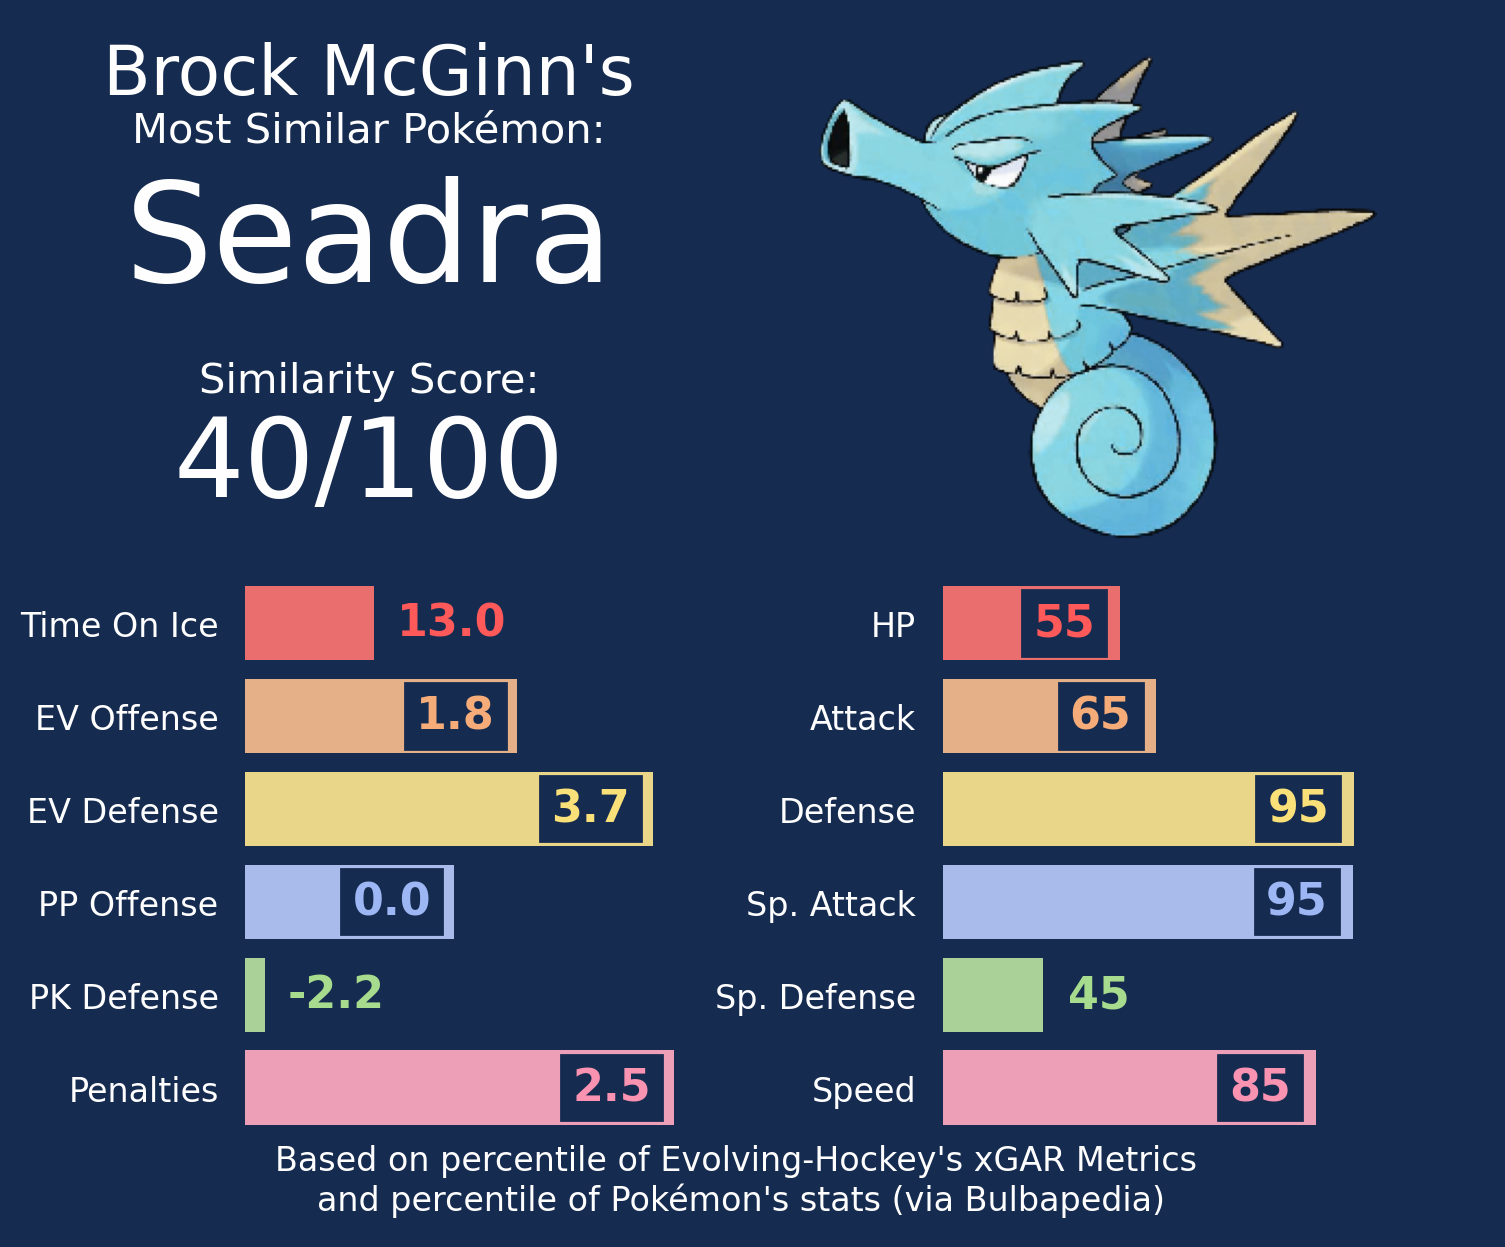 Brock McGinn's
Most Similar Pokémon:
Seadra
Similarity Score:
40/100
Time On Ice 13.0
EV Offense 1.8
EV Defense 3.7
PP Offense 0.0
PK Defense -2.2
Penalties 2.5
HP 55
Attack 65
Defense 95
Sp. Attack 95
Sp. Defense 45
Speed 85
Based on percentile of Evolving-Hockey's xGAR Metrics
and percentile of Pokémon's stats (via Bulbapedia)